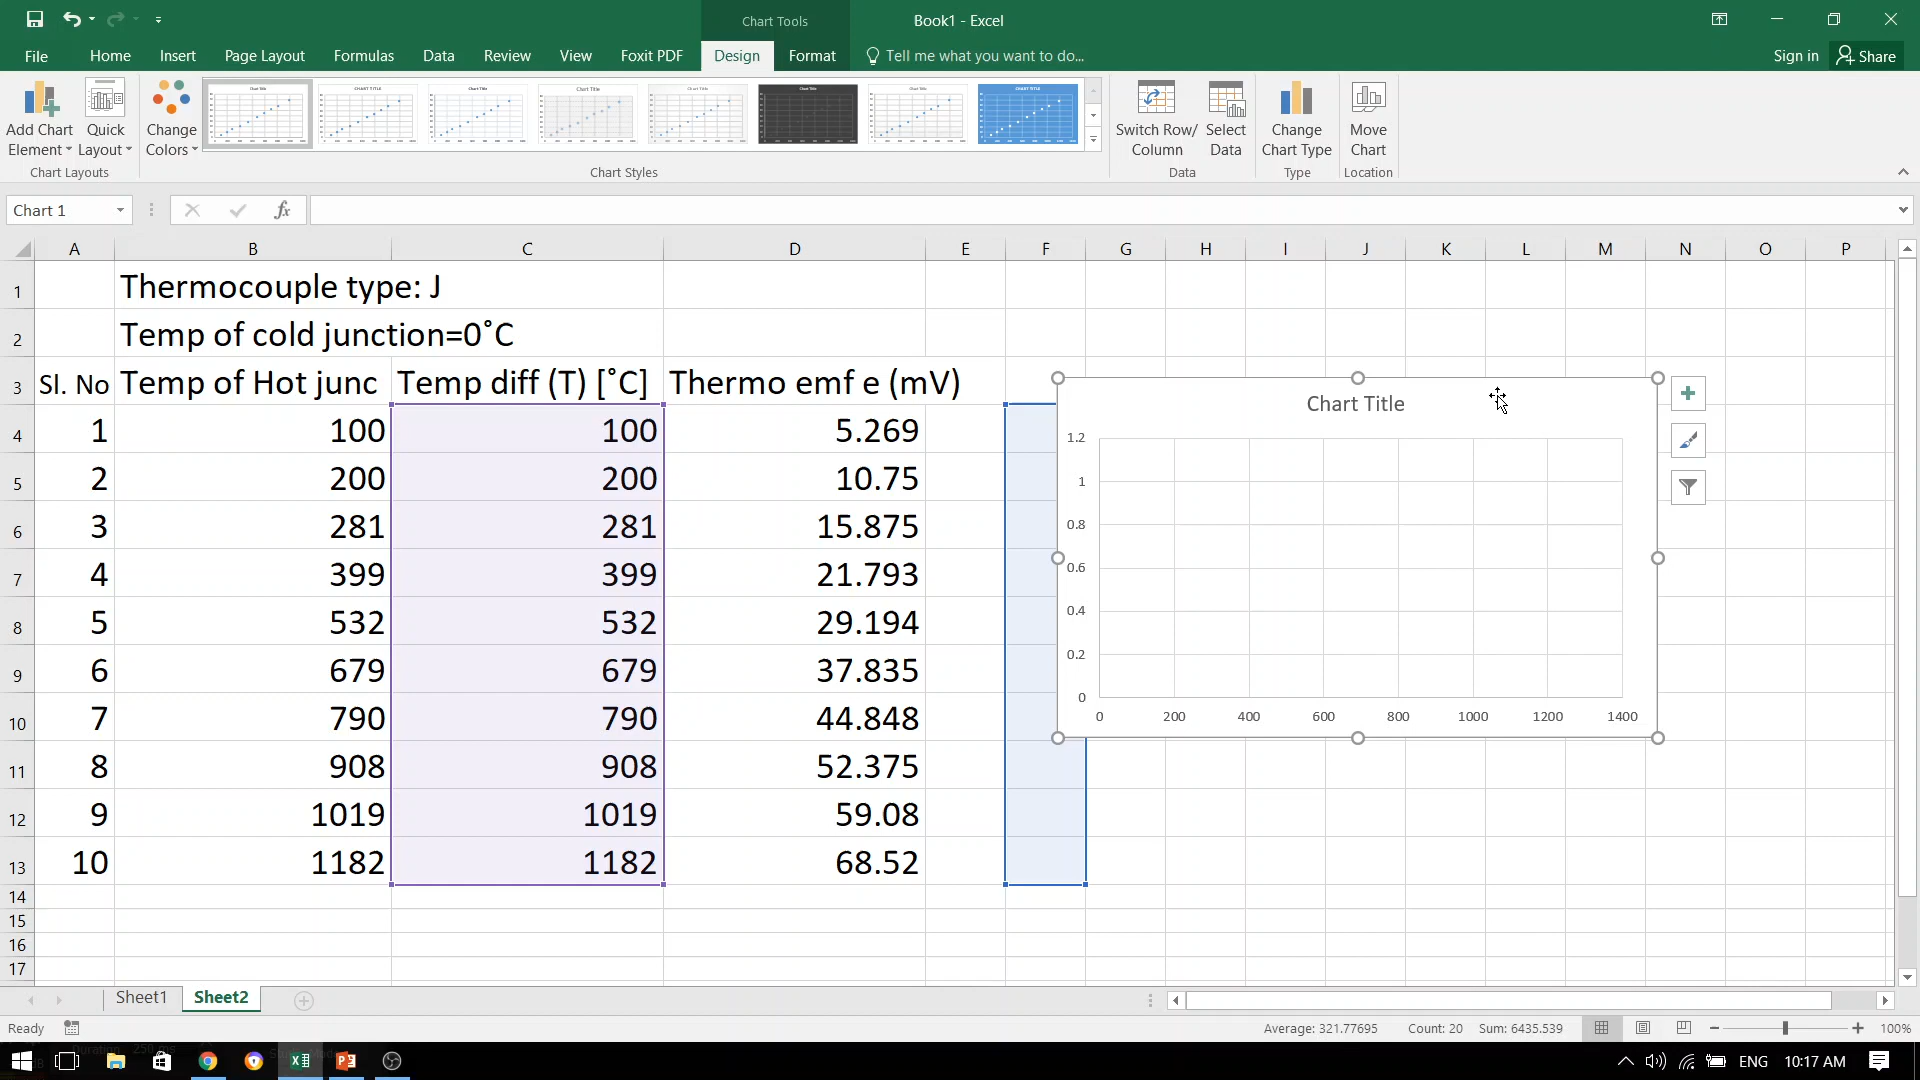 Chart Tools
Book1 - Excel
File Home Insert Page Layout Formulas Data Review View Foxit PDF Design Format Tell me what you want to do... Sign in Share
Add Chart Element Quick Layout Change Colors Switch Row/ Column Select Data Change Chart Type Move Chart
Chart Layouts Chart Styles Data Type Location
Chart 1 fx
A B C D E F G H I J K L M N O P
1 Thermocouple type: J
2 Temp of cold junction=0˚C
3 Sl. No Temp of Hot junc Temp diff (T) [˚C] Thermo emf e (mV)
4 1 100 100 5.269
5 2 200 200 10.75
6 3 281 281 15.875
7 4 399 399 21.793
8 5 532 532 29.194
9 6 679 679 37.835
10 7 790 790 44.848
11 8 908 908 52.375
12 9 1019 1019 59.08
13 10 1182 1182 68.52
14
15
16
17
Chart Title
1.2
1
0.8
0.6
0.4
0.2
0
0 200 400 600 800 1000 1200 1400
Sheet1 Sheet2
Ready Average: 321.77695 Count: 20 Sum: 6435.539 100%
ENG 10:17 AM